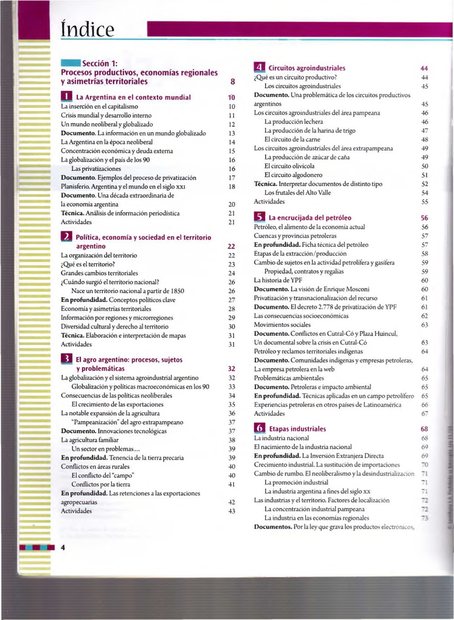 Índice
Sección 1:
Procesos productivos, economías regionales
y asimetrías territoriales 8
1 La Argentina en el contexto mundial 10
La inserción en el capitalismo 10
Crisis mundial y desarrollo interno 11
Un mundo neoliberal y globalizado 12
Documento. La información en un mundo globalizado 13
La Argentina en la época neoliberal 14
Concentración económica y deuda externa 15
La globalización y el país de los 90 16
Las privatizaciones 16
Documento. Ejemplos del proceso de privatización 17
Planisferio. Argentina y el mundo en el siglo XXI 18
Documento. Una década extraordinaria de
la economía argentina 20
Técnica. Análisis de información periodística 21
Actividades 21
2 Política, economía y sociedad en el territorio
argentino 22
La organización del territorio 22
¿Qué es el territorio? 23
Grandes cambios territoriales 24
¿Cuándo surgió el territorio nacional? 26
Nace un territorio nacional a partir de 1850 26
En profundidad. Conceptos políticos clave 27
Economía y asimetrías territoriales 28
Información por regiones y microrregiones 29
Diversidad cultural y derecho al territorio 30
Técnica. Elaboración e interpretación de mapas 31
Actividades 31
3 El agro argentino: procesos, sujetos
y problemáticas 32
La globalización y el sistema agroindustrial argentino 32
Globalización y políticas macroeconómicas en los 90 33
Consecuencias de las políticas neoliberales 34
El crecimiento de las exportaciones 35
La notable expansión de la agricultura 36
"Pampeanización" del agro extrapampeano 37
Documento. Innovaciones tecnológicas 37
La agricultura familiar 38
Un sector en problemas... 39
En profundidad. Tenencia de la tierra precaria 39
Conflictos en áreas rurales 40
El conflicto del "campo" 40
Conflictos por la tierra 41
En profundidad. Las retenciones a las exportaciones
agropecuarias 42
Actividades 43
4
4 Circuitos agroindustriales 44
¿Qué es un circuito productivo? 44
Los circuitos agroindustriales 45
Documento. Una problemática de los circuitos productivos
argentinos 45
Los circuitos agroindustriales del área pampeana 46
La producción lechera 46
La producción de la harina de trigo 47
El circuito de la carne 48
Los circuitos agroindustriales del área extrapampeana 49
La producción de azúcar de caña 49
El circuito olivícola 50
El circuito algodonero 51
Técnica. Interpretar documentos de distinto tipo 52
Los frutales del Alto Valle 54
Actividades 55
5 La encrucijada del petróleo 56
Petróleo, el alimento de la economía actual 56
Cuencas y provincias petroleras 57
En profundidad. Ficha técnica del petróleo 57
Etapas de la extracción/producción 58
Cambio de sujetos en la actividad petrolífera y gasífera 59
Propiedad, contratos y regalías 59
La historia de YPF 60
Documento. La visión de Enrique Mosconi 60
Privatización y transnacionalización del recurso 61
Documento. El decreto 2.778 de privatización de YPF 61
Las consecuencias socioeconómicas 62
Movimientos sociales 63
Documento. Conflictos en Cutral-Có y Plaza Huincul,
Un documental sobre la crisis en Cutral-Có 63
Petróleo y reclamos territoriales indígenas 64
Documento. Comunidades indígenas y empresas petroleras,
La empresa petrolera en la web 64
Problemáticas ambientales 65
Documento. Petroleras e impacto ambiental 65
En profundidad. Técnicas aplicadas en un campo petrolífero 65
Experiencias petroleras en otros países de Latinoamérica 66
Actividades 67
6 Etapas industriales 68
La industria nacional 68
El nacimiento de la industria nacional 69
En profundidad. La Inversión Extranjera Directa 69
Crecimiento industrial. La sustitución de importaciones 70
Cambio de rumbo. El neoliberalismo y la desindustrialización 71
La promoción industrial 71
La industria argentina a fines del siglo XX 71
Las industrias y el territorio. Factores de localización 72
La concentración industrial pampeana 72
La industria en las economías regionales 73
Documentos. Por la ley que grava los productos electrónicos,